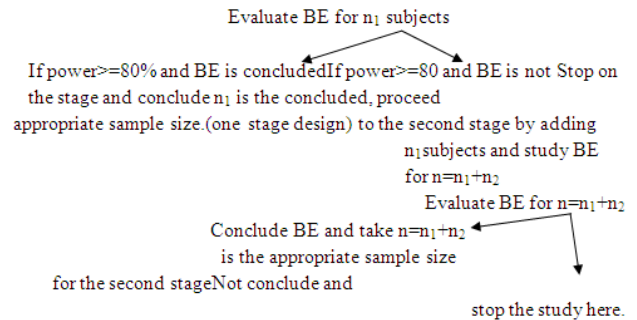 Evaluate BE for n₁ subjects
If power>=80% and BE is concludedIf power>=80 and BE is not Stop on
the stage and conclude n₁ is the concluded, proceed
appropriate sample size.(one stage design) to the second stage by adding
n₁subjects and study BE
for n=n₁+n₂
Evaluate BE for n=n₁+n₂
Conclude BE and take n=n₁+n₂
is the appropriate sample size
for the second stageNot conclude and
stop the study here.